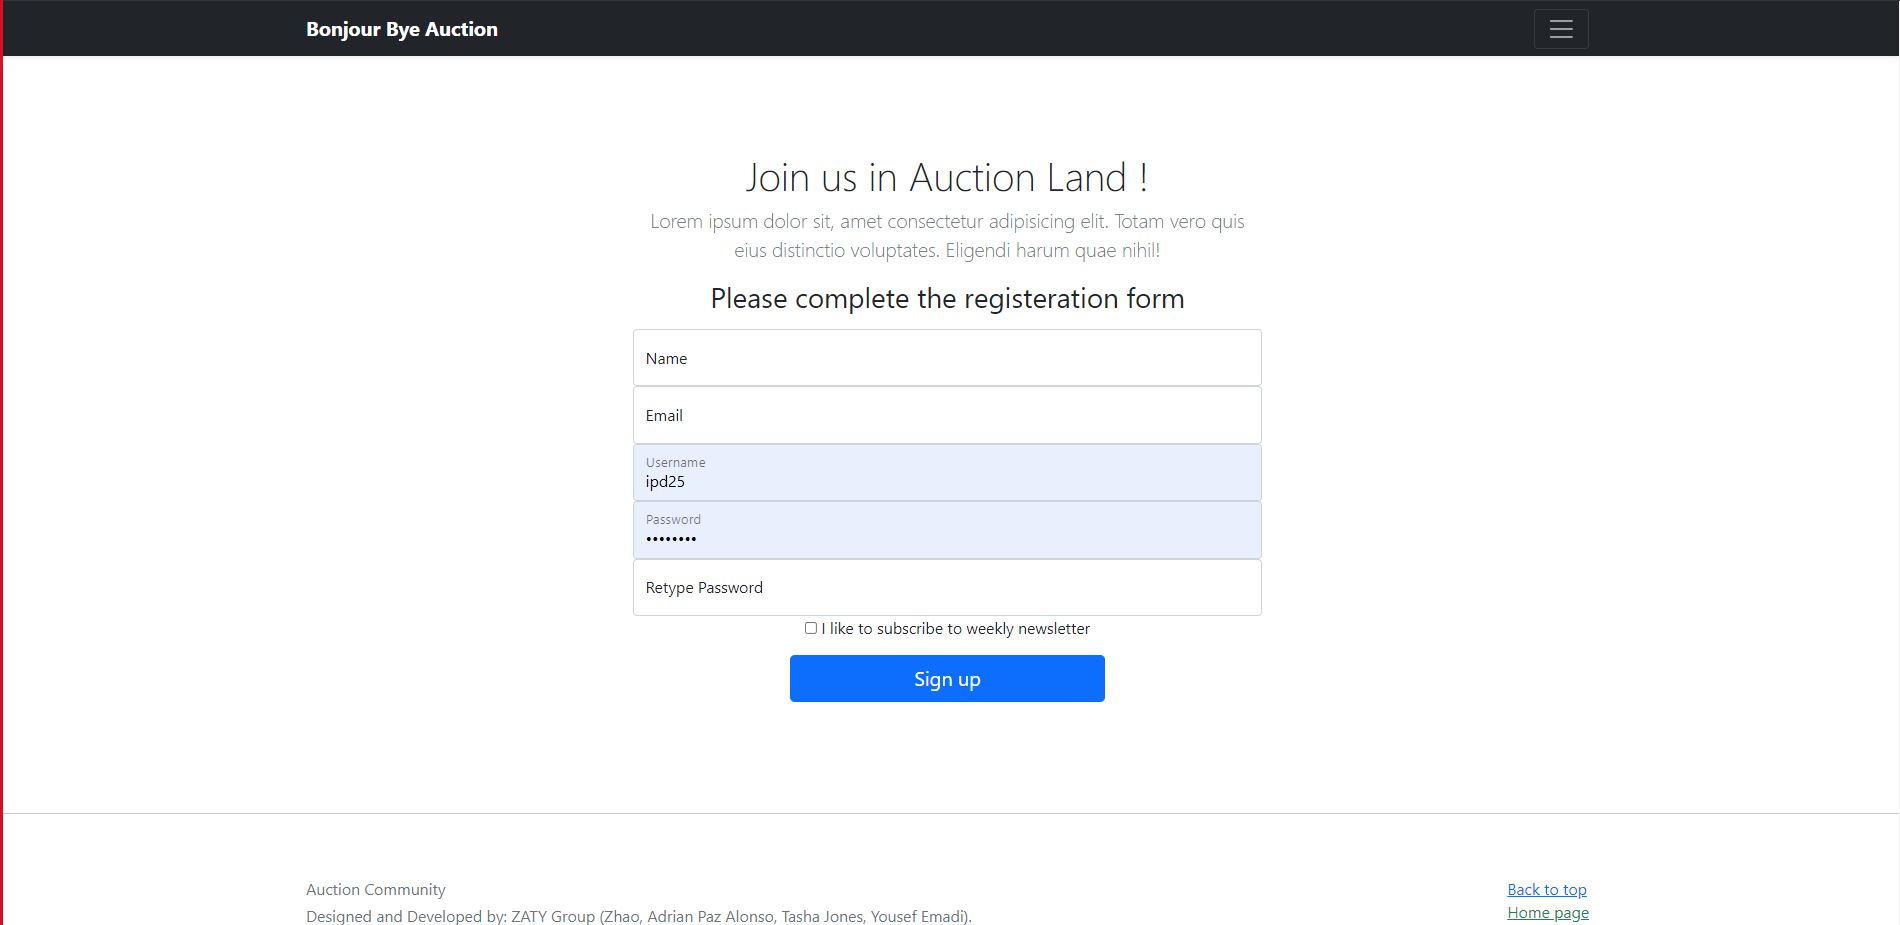 Bonjour Bye Auction
Join us in Auction Land !
Lorem ipsum dolor sit, amet consectetur adipisicing elit. Totam vero quis
eius distinctio voluptates. Eligendi harum quae nihil!
Please complete the registeration form
Name
Email
Username
ipd25
Password
••••••••
Retype Password
I like to subscribe to weekly newsletter
Sign up
Auction Community
Back to top
Designed and Developed by: ZATY Group (Zhao, Adrian Paz Alonso, Tasha Jones, Yousef Emadi).
Home page